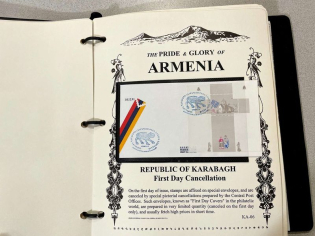 THE PRIDE & GLORY OF
ARMENIA
REPUBLIC OF KARABAGH
First Day Cancellation
On the first day of issue, stamps are affixed on special envelopes, and are
canceled by special pictorial cancellations prepared by the Central Post
Offices. Such envelopes, known as "First Day Covers" in the philatelic
world, are prepared in very limited quantity (canceled on the first day
only), and usually fetch high prices in short time.
KA-06